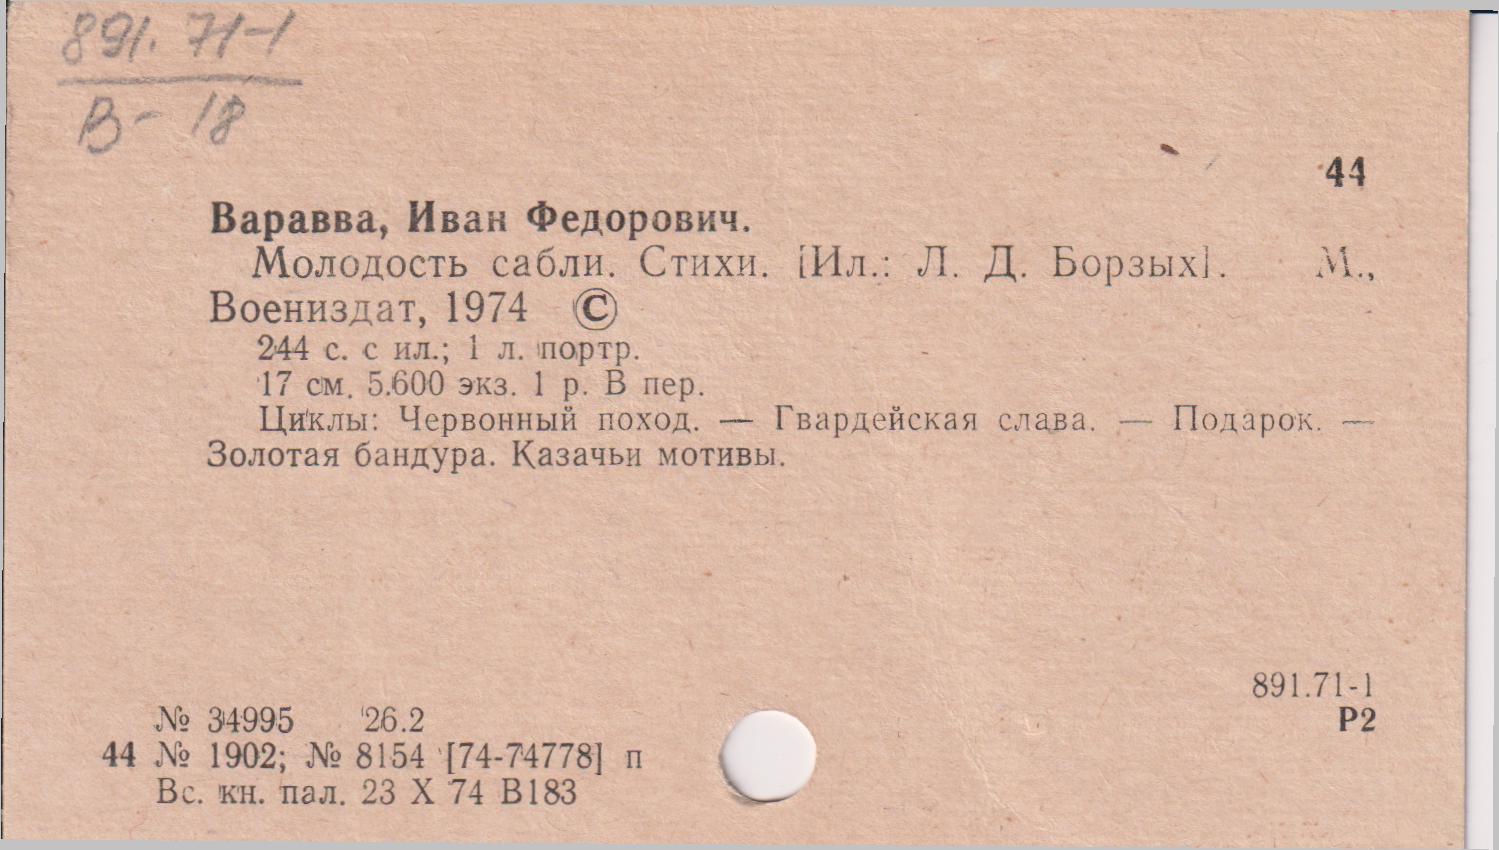 891.71-1
В-18
44
Варавва, Иван Федорович.
Молодость сабли. Стихи. [Ил.: Л. Д. Борзых]. М.,
Воениздат, 1974 ©
244 с. с ил.; 1 л. портр.
17 см. 5.600 экз. 1 р. В пер.
Циклы: Червонный поход. — Гвардейская слава. — Подарок. —
Золотая бандура. Казачьи мотивы.
891.71-1
№ 34995 26.2
Р2
44 № 1902; № 8154 [74-74778] п
Вс. кн. пал. 23 X 74 В183